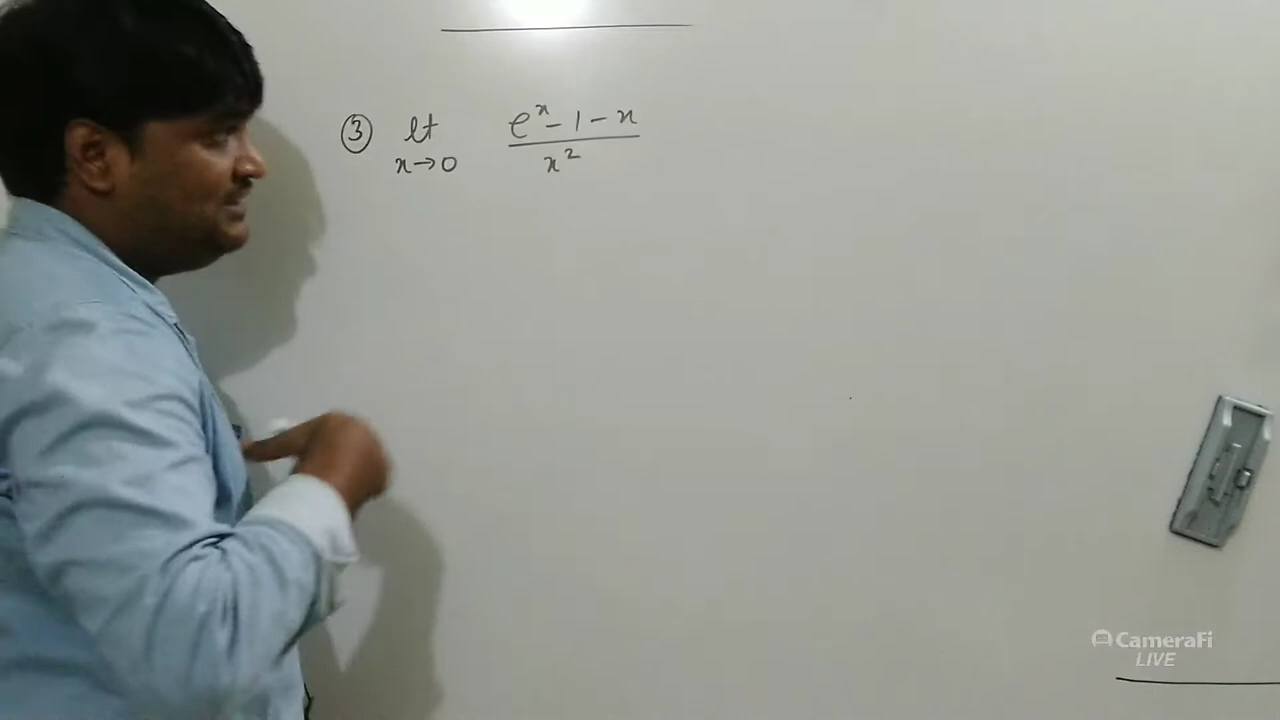 ③ lt x→0 (e^x - 1 - x)/x²
CameraFi
LIVE